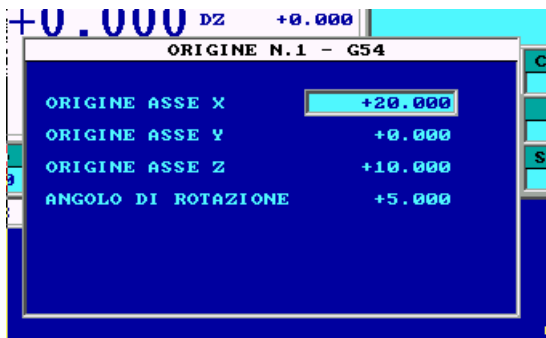 +0.000 DZ +0.000
ORIGINE N.1 - G54
ORIGINE ASSE X +20.000
ORIGINE ASSE Y +0.000
ORIGINE ASSE Z +10.000
ANGOLO DI ROTAZIONE +5.000